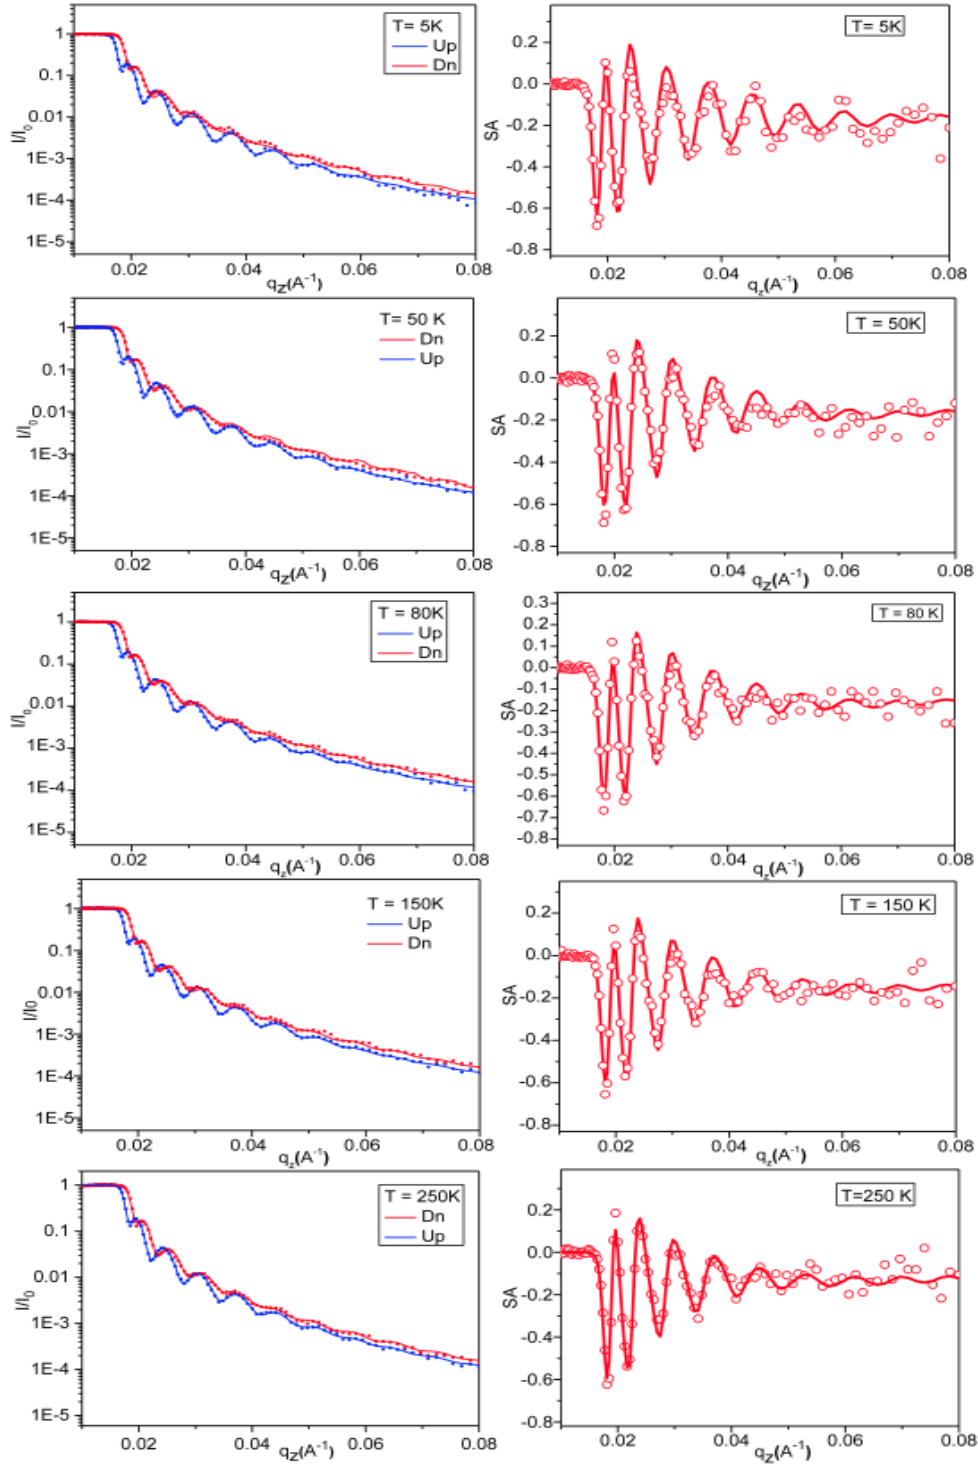 T= 5K
Up
Dn
1
0.1
0.01
1E-3
1E-4
1E-5
I/I0
0.02 0.04 0.06 0.08
qz(A-1)
T= 5K
0.2
0.0
-0.2
-0.4
-0.6
-0.8
SA
0.02 0.04 0.06 0.08
qz(A-1)
T= 50 K
Dn
Up
1
0.1
0.01
1E-3
1E-4
1E-5
I/I0
0.02 0.04 0.06 0.08
qz(A-1)
T = 50K
0.2
0.0
-0.2
-0.4
-0.6
-0.8
SA
0.02 0.04 0.06 0.08
qz(A-1)
T = 80K
Up
Dn
1
0.1
0.01
1E-3
1E-4
1E-5
I/I0
0.02 0.04 0.06 0.08
qz(A-1)
T = 80 K
0.3
0.2
0.1
0.0
-0.1
-0.2
-0.3
-0.4
-0.5
-0.6
-0.7
-0.8
SA
0.02 0.04 0.06 0.08
qz(A-1)
T = 150K
Up
Dn
1
0.1
0.01
1E-3
1E-4
1E-5
I/I0
0.02 0.04 0.06 0.08
qz(A-1)
T = 150 K
0.2
0.0
-0.2
-0.4
-0.6
-0.8
SA
0.02 0.04 0.06 0.08
qz(A-1)
T = 250K
Dn
Up
1
0.1
0.01
1E-3
1E-4
1E-5
I/I0
0.02 0.04 0.06 0.08
qz(A-1)
T=250 K
0.2
0.0
-0.2
-0.4
-0.6
-0.8
SA
0.02 0.04 0.06 0.08
qz(A-1)